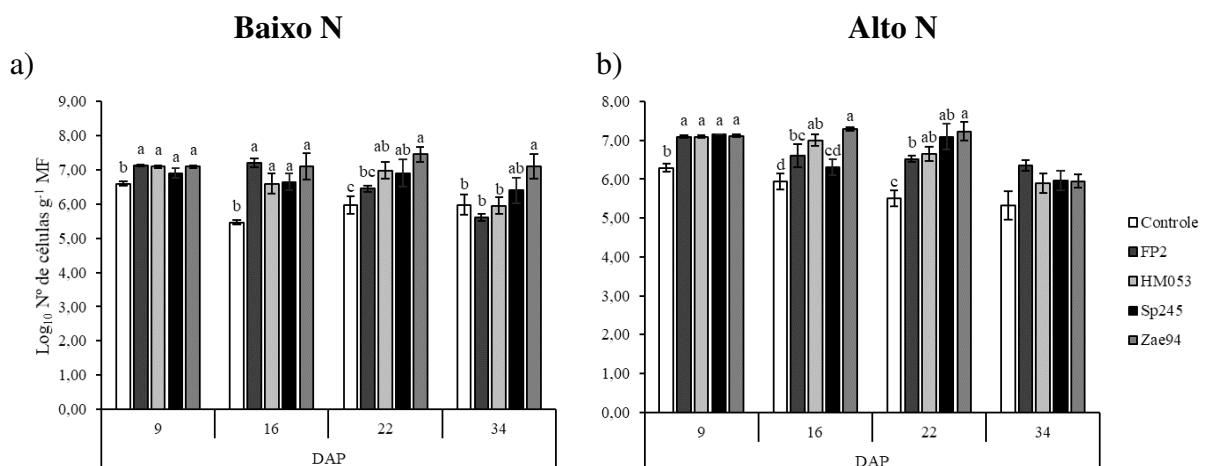 Baixo N
Alto N
a)
b)
Log10 Nº de células g-1 MF
9,00
8,00
7,00
6,00
5,00
4,00
3,00
2,00
1,00
0,00
b a a a a
b a a a a
c bc ab ab a
b b b ab a
9 16 22 34
DAP
8,00
7,00
6,00
5,00
4,00
3,00
2,00
1,00
0,00
b a a a a
d bc ab cd a
c b ab ab a
9 16 22 34
DAP
Controle
FP2
HM053
Sp245
Zae94